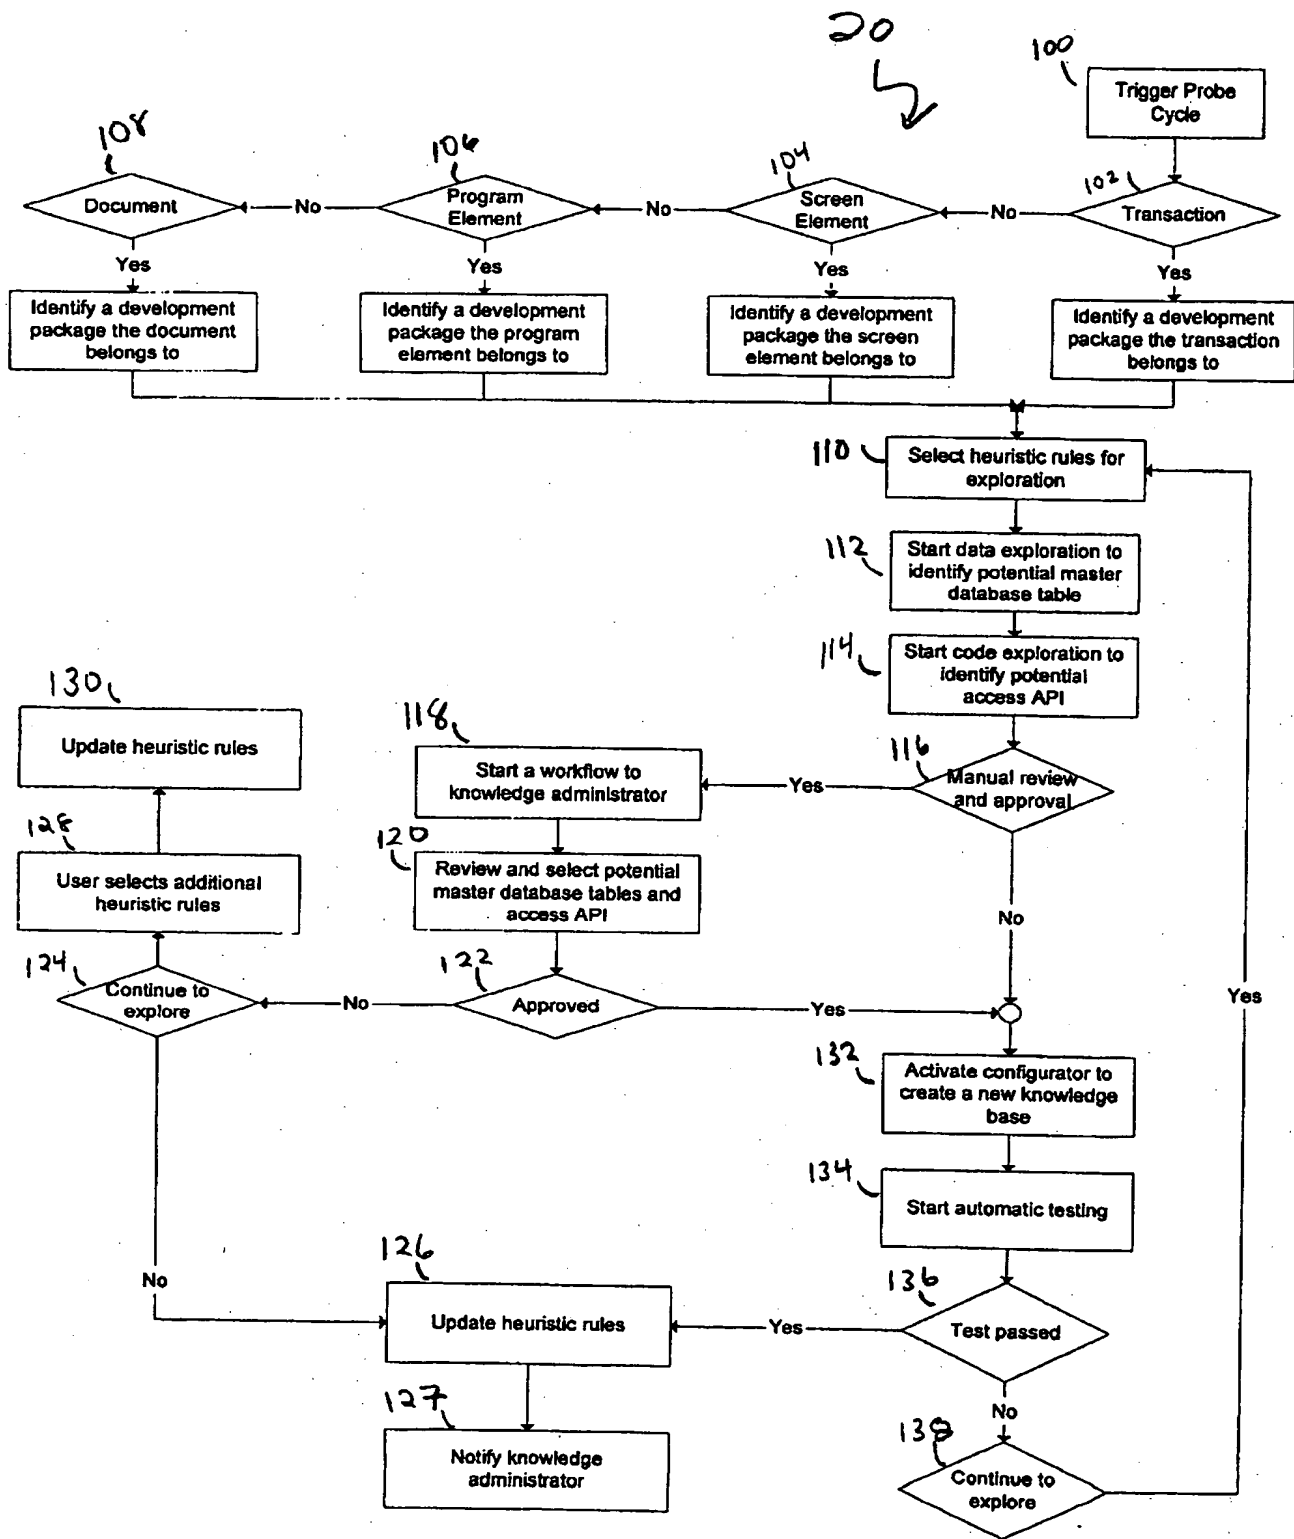 20
100
Trigger Probe
Cycle
108
106
104
102
Document
No
Program
Element
No
Screen
Element
No
Transaction
Yes
Yes
Yes
Yes
Identify a development
package the document
belongs to
Identify a development
package the program
element belongs to
Identify a development
package the screen
element belongs to
Identify a development
package the transaction
belongs to
110
Select heuristic rules for
exploration
112
Start data exploration to
identify potential master
database table
114
Start code exploration to
identify potential
access API
130
Update heuristic rules
118
Start a workflow to
knowledge administrator
Yes
116
Manual review
and approval
128
User selects additional
heuristic rules
120
Review and select potential
master database tables and
access API
No
124
Continue to
explore
No
122
Approved
Yes
Yes
132
Activate configurator to
create a new knowledge
base
134
Start automatic testing
No
126
Update heuristic rules
Yes
136
Test passed
127
Notify knowledge
administrator
No
138
Continue to
explore